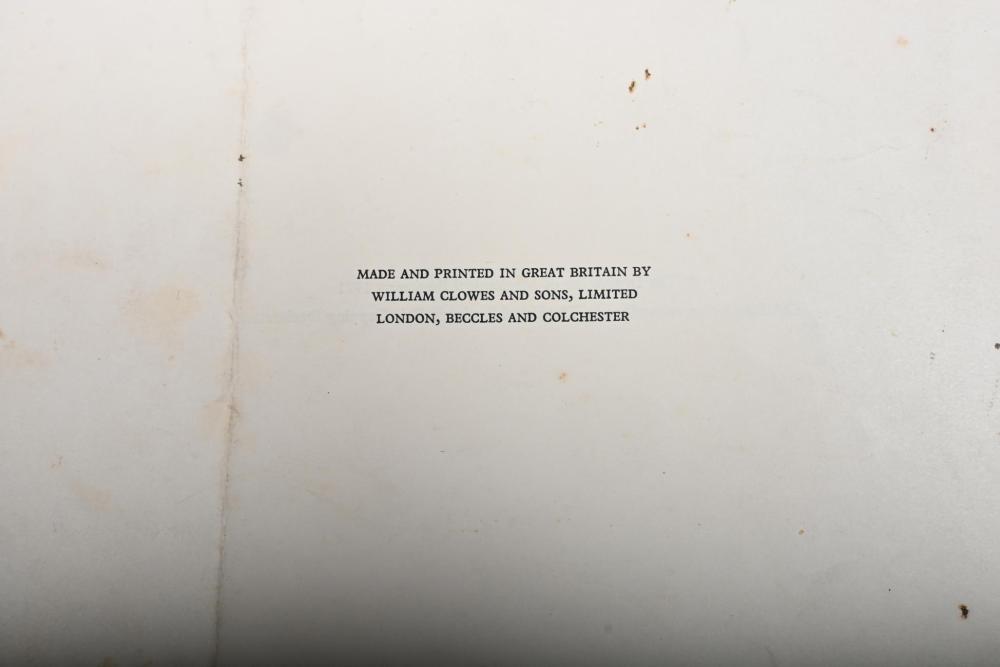 MADE AND PRINTED IN GREAT BRITAIN BY
WILLIAM CLOWES AND SONS, LIMITED
LONDON, BECCLES AND COLCHESTER